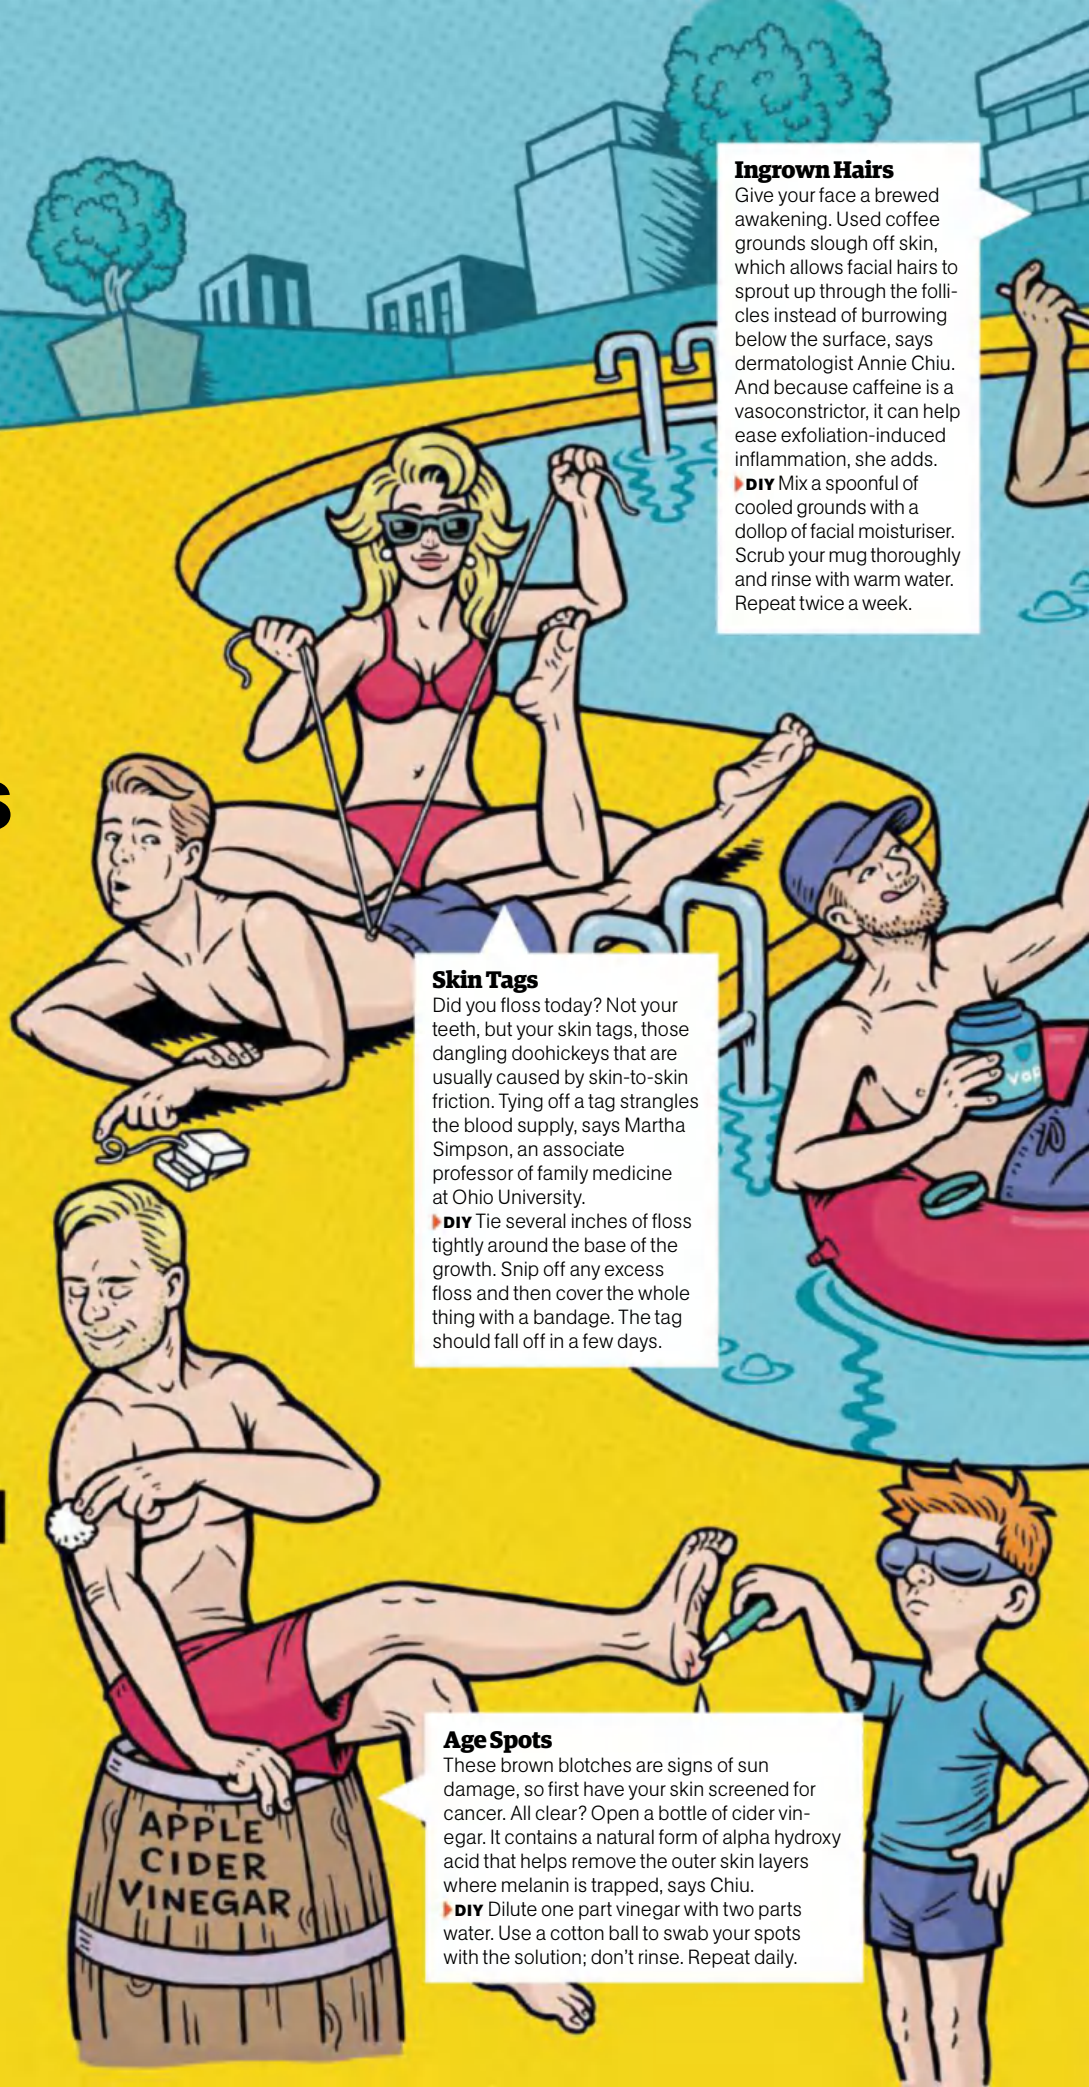 Ingrown Hairs
Give your face a brewed
awakening. Used coffee
grounds slough off skin,
which allows facial hairs to
sprout up through the folli-
cles instead of burrowing
below the surface, says
dermatologist Annie Chiu.
And because caffeine is a
vasoconstrictor, it can help
ease exfoliation-induced
inflammation, she adds.
DIY Mix a spoonful of
cooled grounds with a
dollop of facial moisturiser.
Scrub your mug thoroughly
and rinse with warm water.
Repeat twice a week.
s
Skin Tags
Did you floss today? Not your
teeth, but your skin tags, those
dangling doohickeys that are
usually caused by skin-to-skin
friction. Tying off a tag strangles
the blood supply, says Martha
Simpson, an associate
professor of family medicine
at Ohio University.
DIY Tie several inches of floss
tightly around the base of the
growth. Snip off any excess
floss and then cover the whole
thing with a bandage. The tag
should fall off in a few days.
vap
Age Spots
These brown blotches are signs of sun
damage, so first have your skin screened for
cancer. All clear? Open a bottle of cider vin-
egar. It contains a natural form of alpha hydroxy
acid that helps remove the outer skin layers
where melanin is trapped, says Chiu.
DIY Dilute one part vinegar with two parts
water. Use a cotton ball to swab your spots
with the solution; don't rinse. Repeat daily.
APPLE
CIDER
VINEGAR